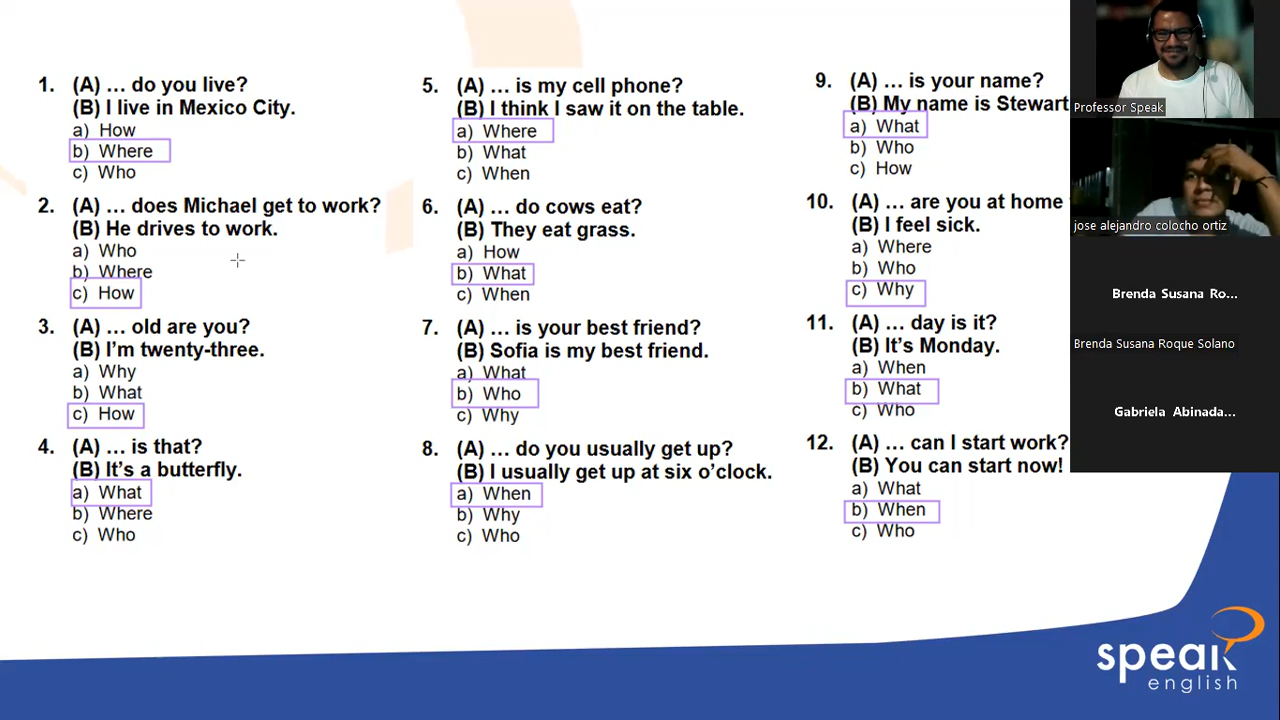 1. (A) … do you live?
(B) I live in Mexico City.
a) How
b) Where
c) Who
2. (A) … does Michael get to work?
(B) He drives to work.
a) Who
b) Where
c) How
3. (A) … old are you?
(B) I'm twenty-three.
a) Why
b) What
c) How
4. (A) … is that?
(B) It's a butterfly.
a) What
b) Where
c) Who
5. (A) … is my cell phone?
(B) I think I saw it on the table.
a) Where
b) What
c) When
6. (A) … do cows eat?
(B) They eat grass.
a) How
b) What
c) When
7. (A) … is your best friend?
(B) Sofia is my best friend.
a) What
b) Who
c) Why
8. (A) … do you usually get up?
(B) I usually get up at six o'clock.
a) When
b) Why
c) Who
9. (A) … is your name?
(B) My name is Stewart
a) What
b) Who
c) How
10. (A) … are you at home
(B) I feel sick.
a) Where
b) Who
c) Why
11. (A) … day is it?
(B) It's Monday.
a) When
b) What
c) Who
12. (A) … can I start work?
(B) You can start now!
a) What
b) When
c) Who
Professor Speak
jose alejandro colocho ortiz
Brenda Susana Ro...
Brenda Susana Roque Solano
Gabriela Abinada...
speak
english